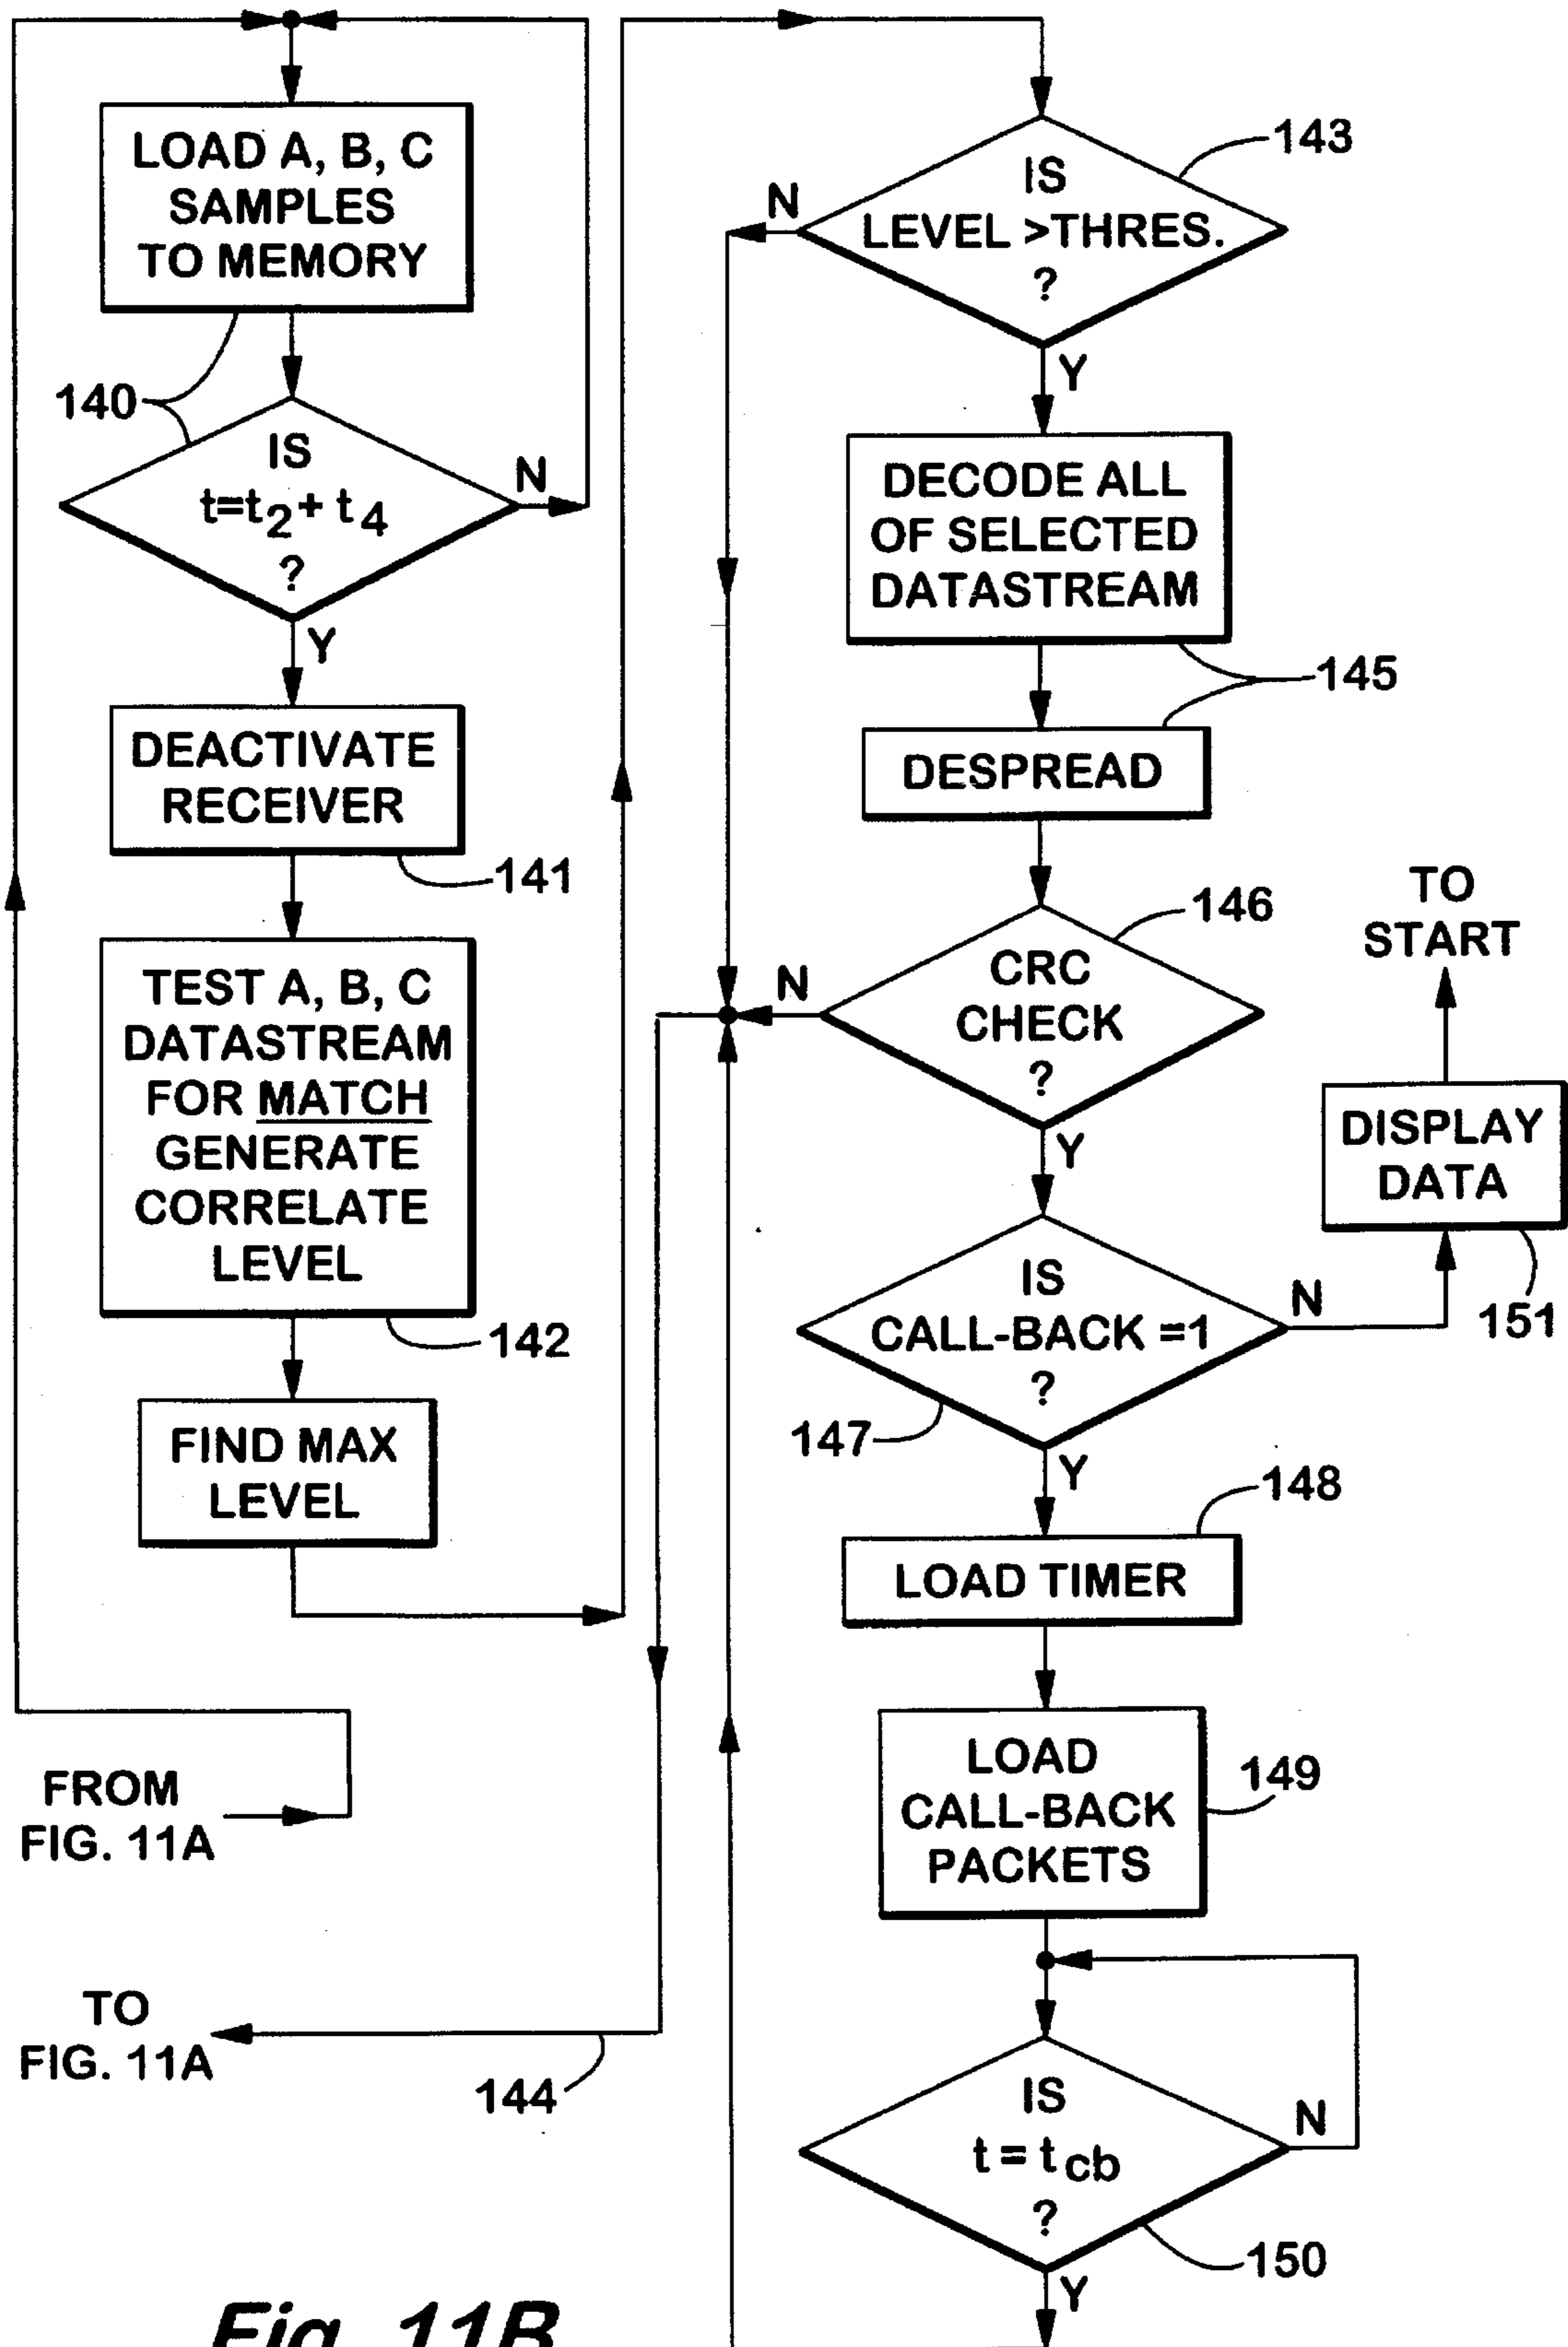 LOAD A, B, C
SAMPLES
TO MEMORY
140
IS
t=t2+ t4
?
N
Y
DEACTIVATE
RECEIVER
141
TEST A, B, C
DATASTREAM
FOR MATCH
GENERATE
CORRELATE
LEVEL
142
FIND MAX
LEVEL
FROM
FIG. 11A
TO
FIG. 11A
144
IS
LEVEL >THRES.
?
143
N
Y
DECODE ALL
OF SELECTED
DATASTREAM
145
DESPREAD
CRC
CHECK
?
146
N
Y
IS
CALL-BACK =1
?
147
N
Y
TO
START
DISPLAY
DATA
151
148
LOAD TIMER
LOAD
CALL-BACK
PACKETS
149
IS
t = tcb
?
N
150
Y
Fig. 11B